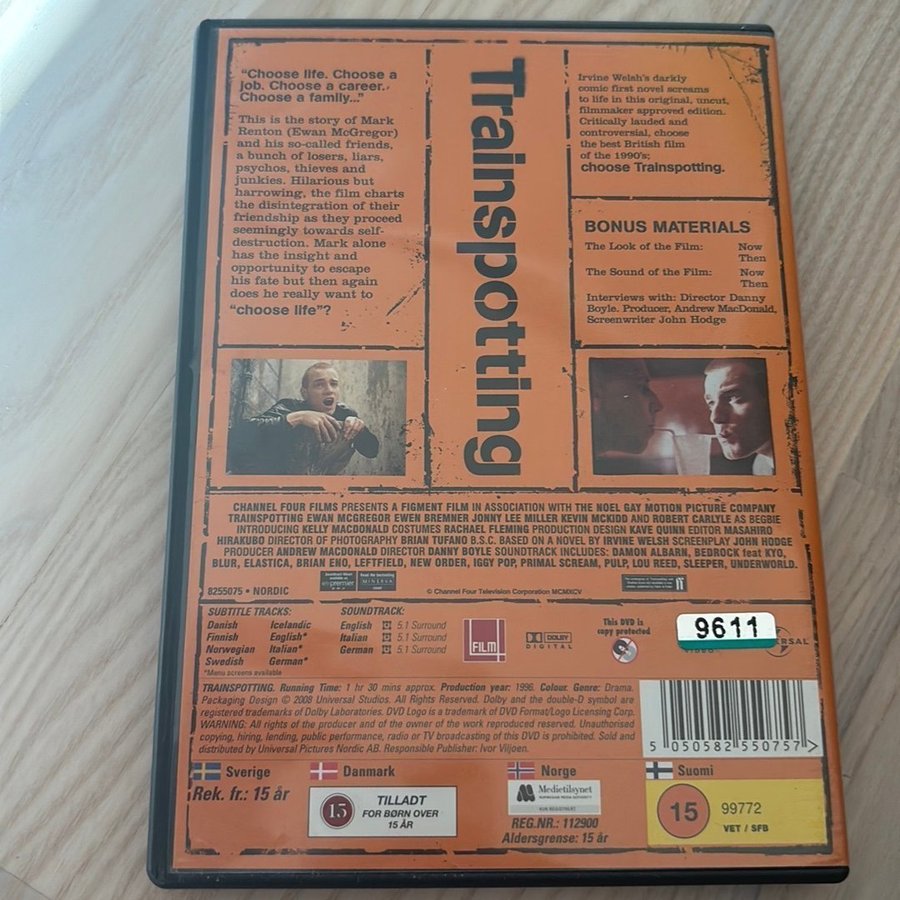 "Choose life. Choose a
job. Choose a career.
Choose a family..."
This is the story of Mark
Renton (Ewan McGregor)
and his so-called friends,
a bunch of losers, liars,
psychos, thieves and
junkies. Hilarious but
harrowing, the film charts
the disintegration of their
friendship as they proceed
seemingly towards self-
destruction. Mark alone
has the insight and
opportunity to escape
his fate but then again
does he really want to
"choose life"?
Trainspotting
Irvine Welsh's darkly
comic first novel screams
to life in this original, uncut,
filmmaker approved edition.
Critically lauded and
controversial, choose
the best British film
of the 1990's;
choose Trainspotting.
BONUS MATERIALS
The Look of the Film: Now
Then
The Sound of the Film: Now
Then
Interviews with: Director Danny
Boyle. Producer, Andrew MacDonald,
Screenwriter John Hodge
CHANNEL FOUR FILMS PRESENTS A FIGMENT FILM IN ASSOCIATION WITH THE NOEL GAY MOTION PICTURE COMPANY
TRAINSPOTTING EWAN MCGREGOR EWEN BREMNER JONNY LEE MILLER KEVIN MCKIDD AND ROBERT CARLYLE AS BEGBIE
INTRODUCING KELLY MACDONALD COSTUMES RACHAEL FLEMING PRODUCTION DESIGN KAVE QUINN EDITOR MASAHIRO
HIRAKUBO DIRECTOR OF PHOTOGRAPHY BRIAN TUFANO B.S.C. BASED ON A NOVEL BY IRVINE WELSH SCREENPLAY JOHN HODGE
PRODUCER ANDREW MACDONALD DIRECTOR DANNY BOYLE SOUNDTRACK INCLUDES: DAMON ALBARN, BEDROCK feat KYO,
BLUR, ELASTICA, BRIAN ENO, LEFTFIELD, NEW ORDER, IGGY POP, PRIMAL SCREAM, PULP, LOU REED, SLEEPER, UNDERWORLD.
8255075 • NORDIC
© Channel Four Television Corporation MCMXCV
SUBTITLE TRACKS:
Danish Icelandic
Finnish English*
Norwegian Italian*
Swedish German*
*Menu screens available
SOUNDTRACK:
English 5.1 Surround
Italian 5.1 Surround
German 5.1 Surround
FILM
DOLBY
DIGITAL
This DVD is
copy protected
9611
TRAINSPOTTING. Running Time: 1 hr 30 mins approx. Production year: 1996. Colour. Genre: Drama.
Packaging Design © 2008 Universal Studios. All Rights Reserved. Dolby and the double-D symbol are
registered trademarks of Dolby Laboratories. DVD Logo is a trademark of DVD Format/Logo Licensing Corp.
WARNING: All rights of the producer and of the owner of the work reproduced reserved. Unauthorised
copying, hiring, lending, public performance, radio or TV broadcasting of this DVD is prohibited. Sold and
distributed by Universal Pictures Nordic AB. Responsible Publisher: Ivor Viljoen.
5 050582 550757 >
Sverige
Rek. fr.: 15 år
Danmark
15
TILLADT
FOR BØRN OVER
15 ÅR
Norge
Medietilsynet
NORWEGIAN MEDIA AUTHORITY
REG.NR.: 112900
Aldersgrense: 15 år
Suomi
15
99772
VET / SFB